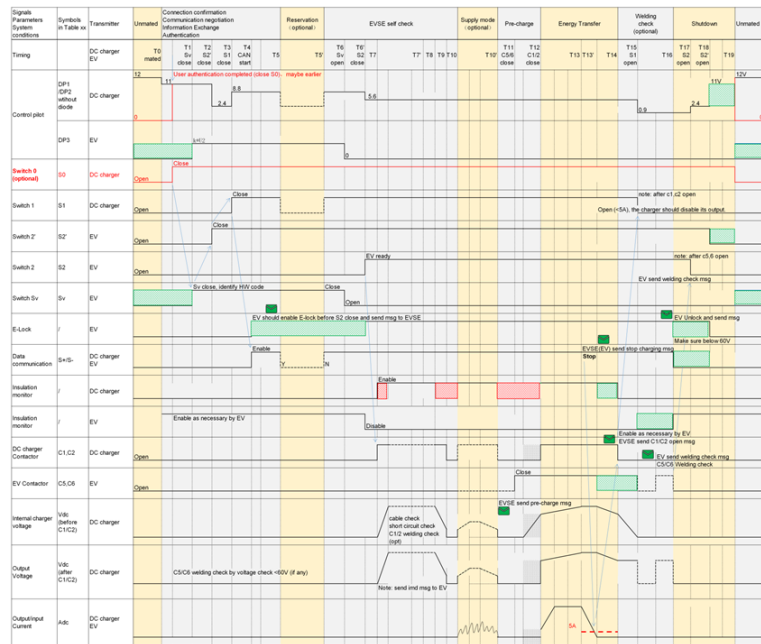 Signals Parameters System conditions
Symbols in Table xx
Transmitter
Unmated
Connection confirmation
Communication negotiation
Information Exchange
Authentication
Reservation (optional)
EVSE self check
Supply mode (optional)
Pre-charge
Energy Transfer
Welding check (optional)
Shutdown
Unmated
Timing
DC charger EV
T0 mated
T1 Sv close
T2 S2' close
T3 S1 close
T4 CAN start
T5
T5'
T6 Sv open
T6' S2 close
T7
T7'
T8
T9
T10
T10'
T11 C5/6 close
T12 C1/2 close
T13
T13'
T14
T15 S1 open
T16
T17 S2 open
T18 S2' open
T19
Control pilot
DP1 /DP2 without diode
DC charger
12
0
11
User authentication completed (close S0), maybe earlier
2.4
8.8
5.6
0.9
2.4
11V
12V
DP3
EV
0
Switch 0 (optional)
S0
DC charger
Open
Close
Switch 1
S1
DC charger
Open
Close
note: after c1,c2 open
Open (<5A), the charger should disable its output
Switch 2'
S2'
EV
Open
Close
Switch 2
S2
EV
Open
EV ready
note: after c5,6 open
EV send welding check msg
Switch Sv
Sv
EV
Sv close, identify HW code
Close
Open
E-Lock
/
EV
EV should enable E-lock before S2 close and send msg to EVSE
EV Unlock and send msg
Make sure below 60V
Data communication
S+/S-
DC charger EV
Enable
Y
N
EVSE(EV) send stop charging msg
Stop
Insulation monitor
/
DC charger
Enable
Insulation monitor
/
EV
Enable as necessary by EV
Disable
Enable as necessary by EV
EVSE send C1/C2 open msg
DC charger Contactor
C1,C2
DC charger
Open
EV send welding check msg
C5/C6 Welding check
EV Contactor
C5,C6
EV
Open
Close
EVSE send pre-charge msg
Internal charger voltage
Vdc (before C1/C2)
DC charger
cable check
short circuit check
C1/2 welding check
(opt)
Output Voltage
Vdc (after C1/C2)
DC charger
C5/C6 welding check by voltage check <60V (if any)
Note: send imd msg to EV
Output/input Current
Adc
DC charger EV
5A